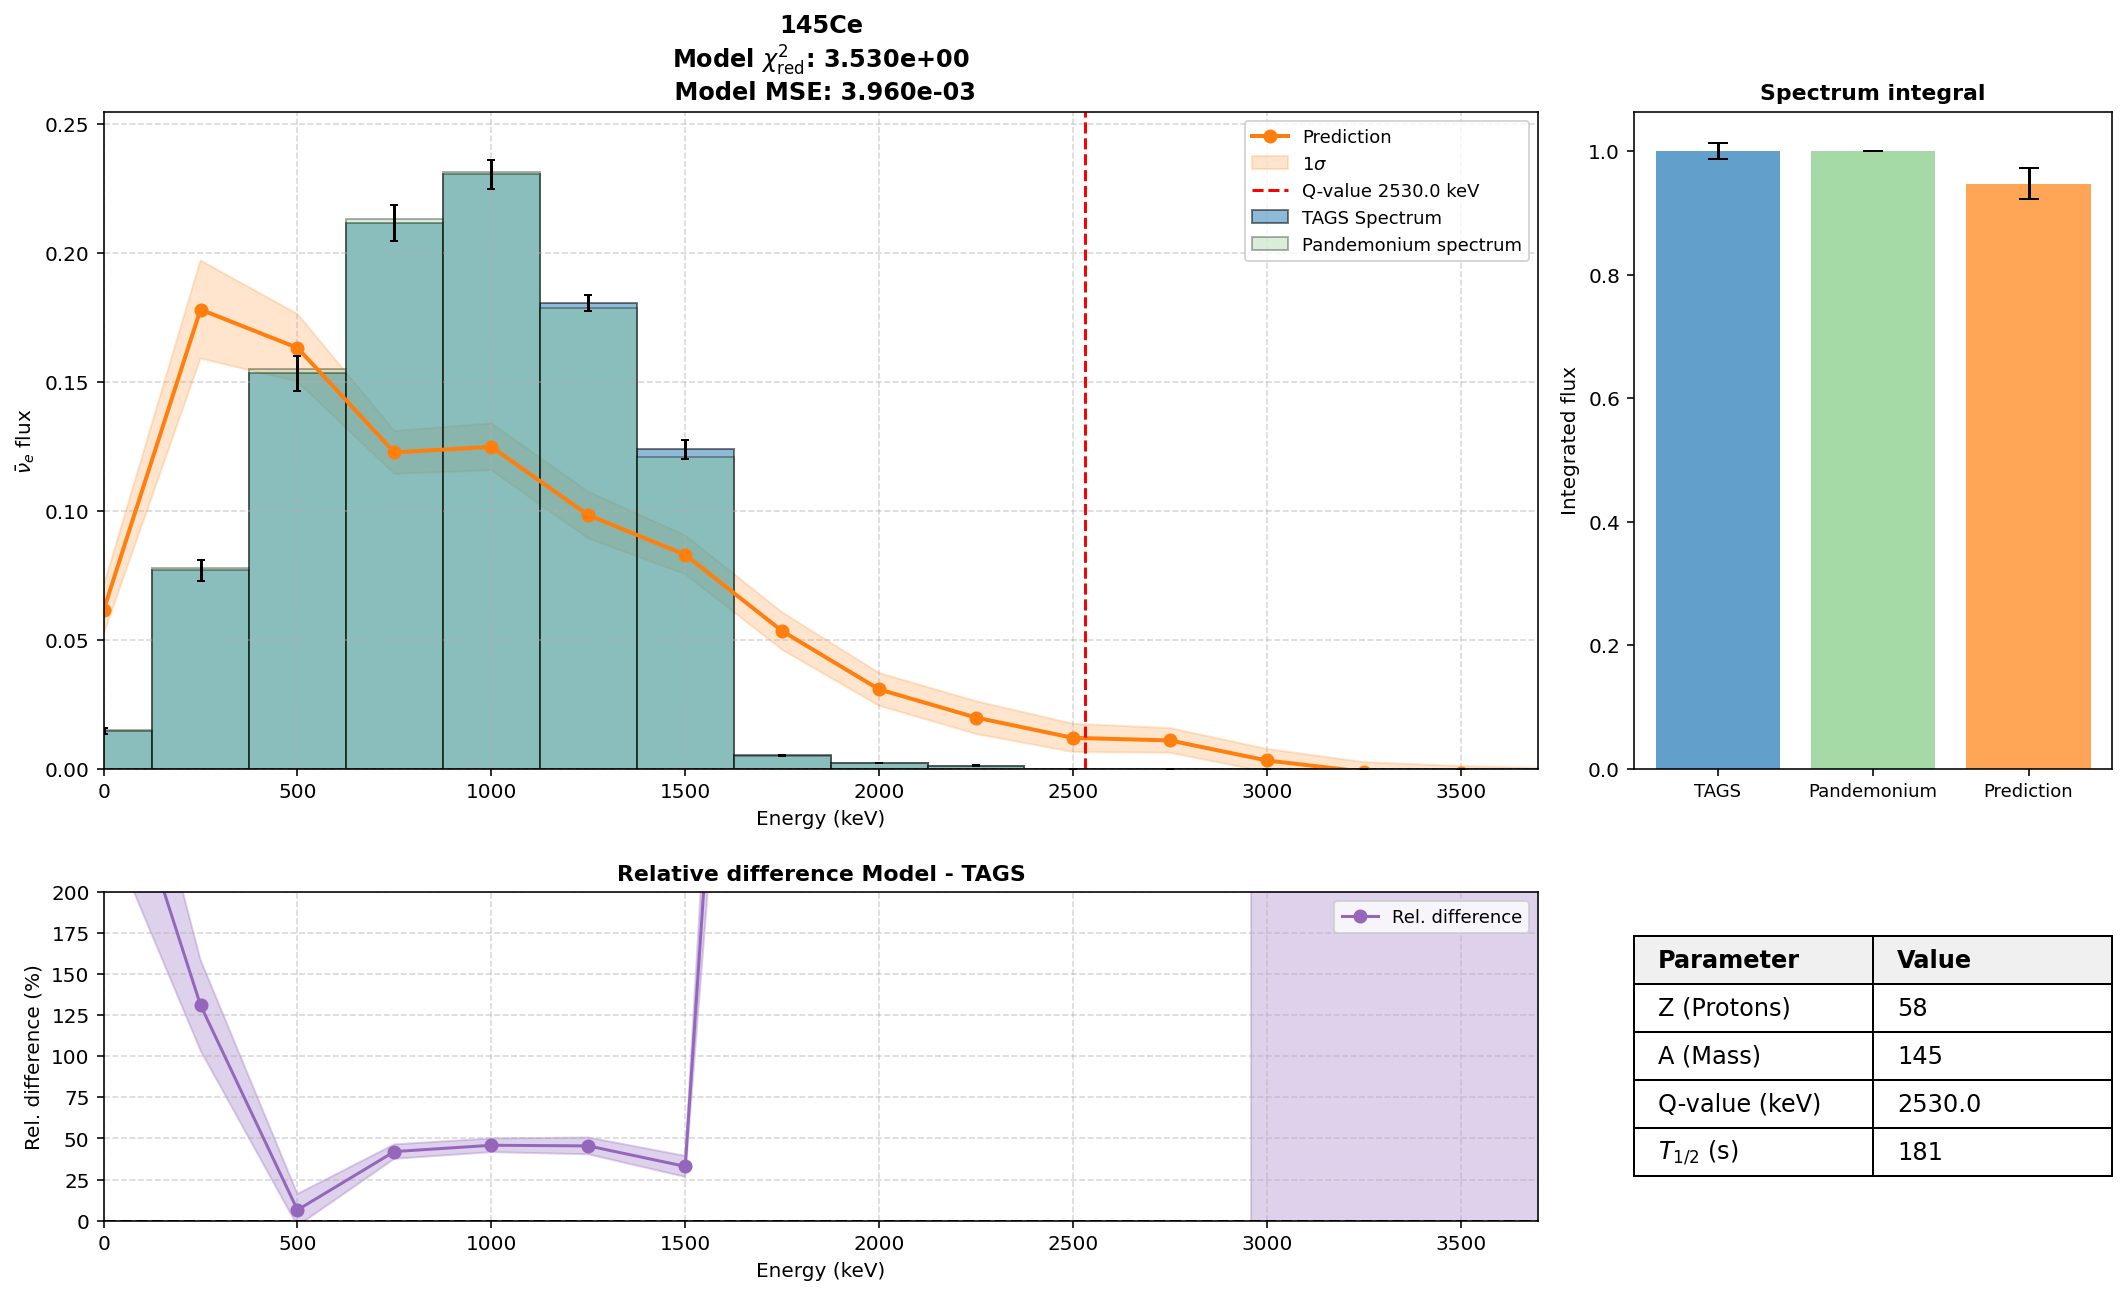 145Ce
Model χ²red: 3.530e+00
Model MSE: 3.960e-03
0.25
0.20
0.15
0.10
0.05
0.00
ν̄e flux
0 500 1000 1500 2000 2500 3000 3500
Energy (keV)
Prediction
1σ
Q-value 2530.0 keV
TAGS Spectrum
Pandemonium spectrum
Spectrum integral
1.0
0.8
0.6
0.4
0.2
0.0
Integrated flux
TAGS Pandemonium Prediction
Relative difference Model - TAGS
200
175
150
125
100
75
50
25
0
Rel. difference (%)
0 500 1000 1500 2000 2500 3000 3500
Energy (keV)
Rel. difference
Parameter Value
Z (Protons) 58
A (Mass) 145
Q-value (keV) 2530.0
T1/2 (s) 181